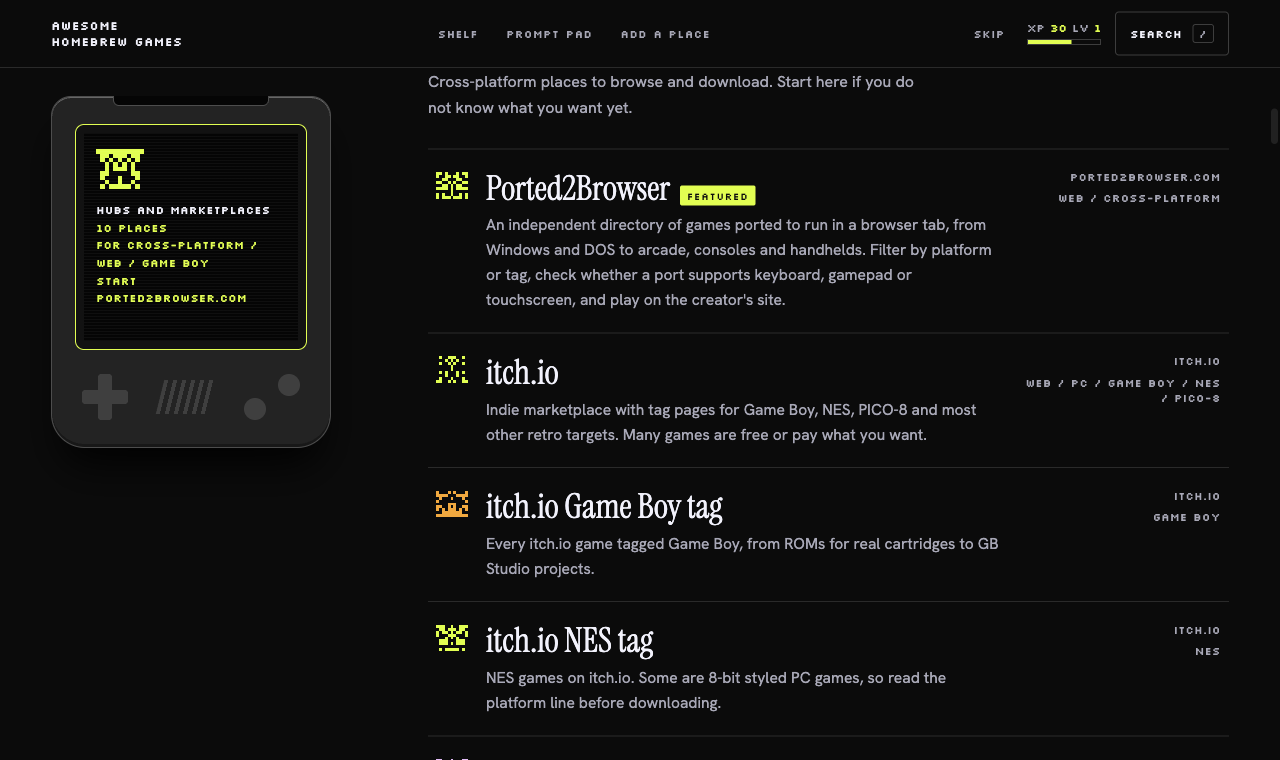 AWESOME
HOMEBREW GAMES
SHELF
PROMPT PAD
ADD A PLACE
SKIP
XP 30 LV 1
SEARCH /
HUBS AND MARKETPLACES
10 PLACES
FOR CROSS-PLATFORM /
WEB / GAME BOY
START
PORTED2BROWSER.COM
Cross-platform places to browse and download. Start here if you do
not know what you want yet.
Ported2Browser FEATURED
PORTED2BROWSER.COM
WEB / CROSS-PLATFORM
An independent directory of games ported to run in a browser tab, from
Windows and DOS to arcade, consoles and handhelds. Filter by platform
or tag, check whether a port supports keyboard, gamepad or
touchscreen, and play on the creator's site.
itch.io
ITCH.IO
WEB / PC / GAME BOY / NES
/ PICO-8
Indie marketplace with tag pages for Game Boy, NES, PICO-8 and most
other retro targets. Many games are free or pay what you want.
itch.io Game Boy tag
ITCH.IO
GAME BOY
Every itch.io game tagged Game Boy, from ROMs for real cartridges to GB
Studio projects.
itch.io NES tag
ITCH.IO
NES
NES games on itch.io. Some are 8-bit styled PC games, so read the
platform line before downloading.